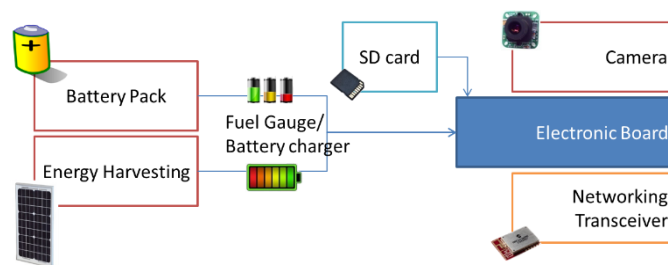 SD card
Camera
Battery Pack
Fuel Gauge/
Battery charger
Electronic Board
Energy Harvesting
Networking
Transceiver